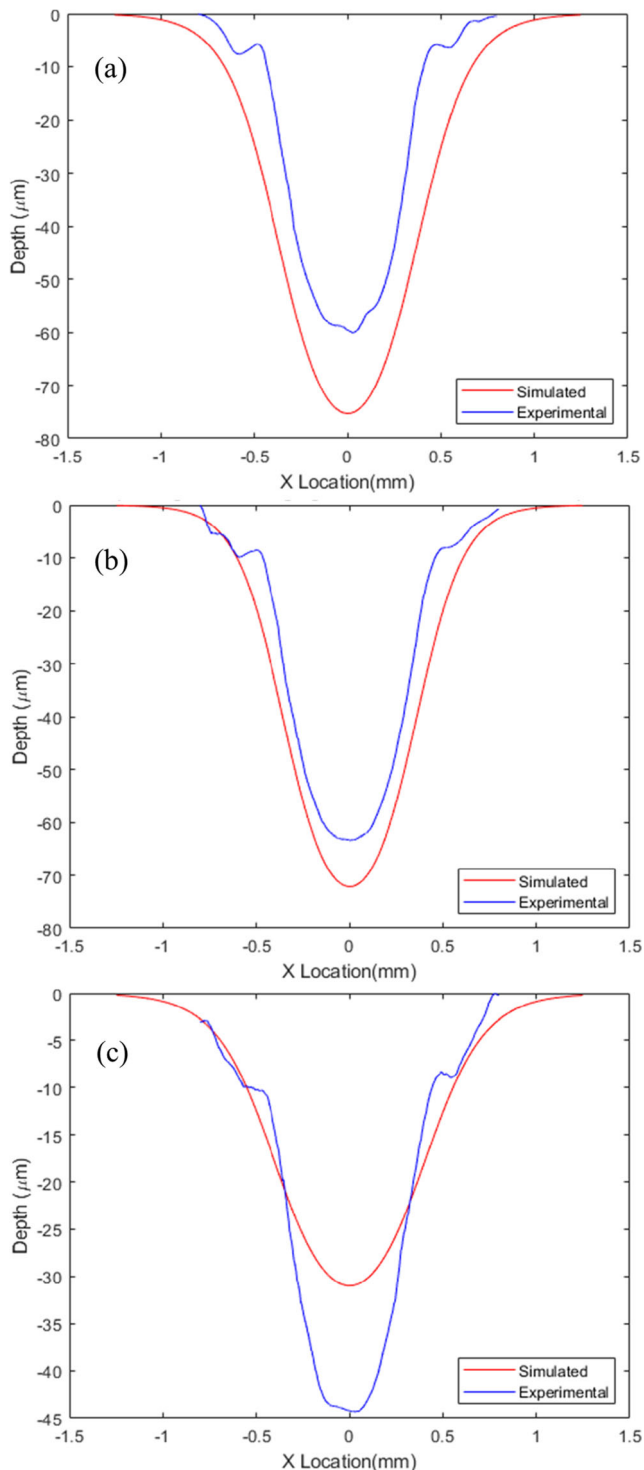 0
-10
(a)
-20
-30
Depth (μm)
-40
-50
-60
-70
Simulated
Experimental
-80
-1.5 -1 -0.5 0 0.5 1 1.5
X Location(mm)
0
-10
(b)
-20
-30
Depth (μm)
-40
-50
-60
-70
Simulated
Experimental
-80
-1.5 -1 -0.5 0 0.5 1 1.5
X Location(mm)
0
-5
(c)
-10
-15
-20
Depth (μm)
-25
-30
-35
-40
Simulated
Experimental
-45
-1.5 -1 -0.5 0 0.5 1 1.5
X Location(mm)